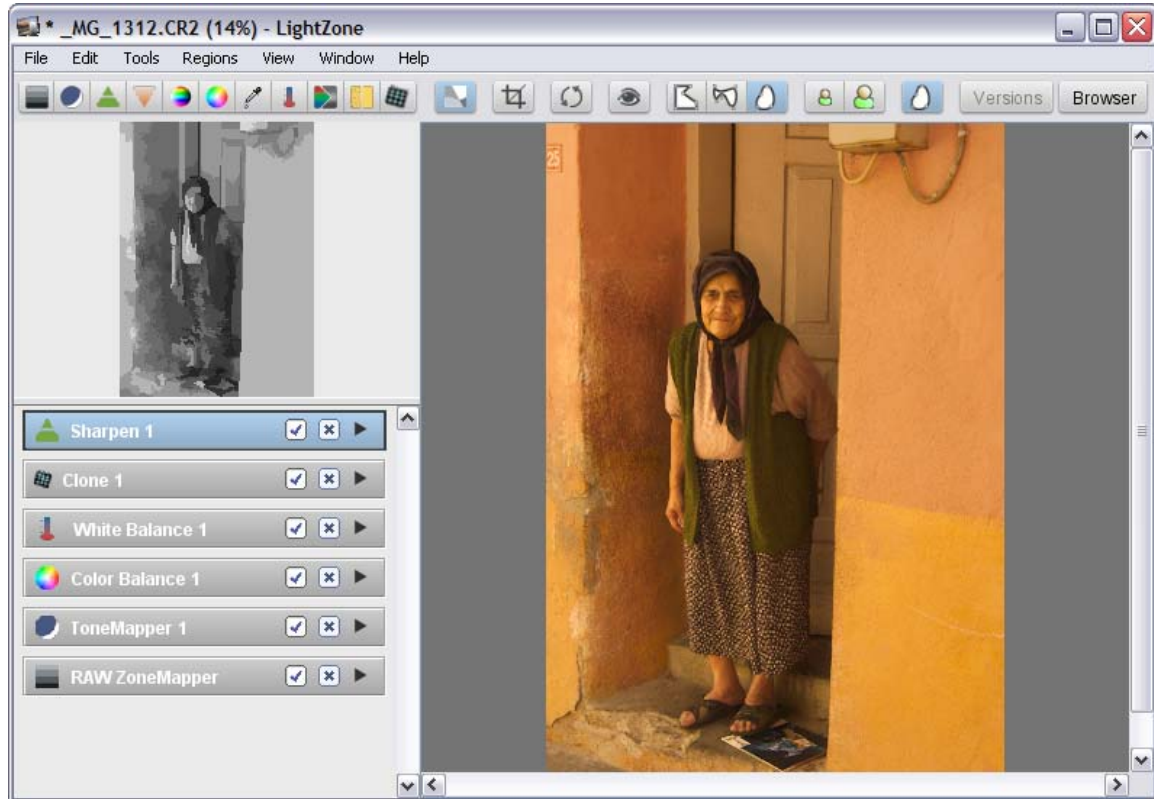 * _MG_1312.CR2 (14%) - LightZone
File Edit Tools Regions View Window Help
Versions Browser
25
Sharpen 1
Clone 1
White Balance 1
Color Balance 1
ToneMapper 1
RAW ZoneMapper